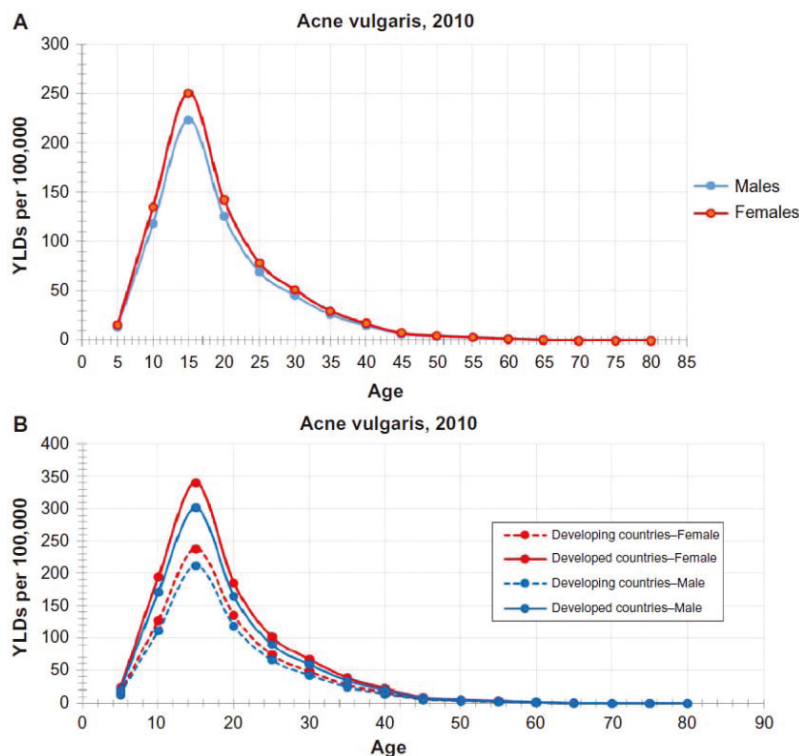 A
Acne vulgaris, 2010
300
250
200
150
100
50
0
YLDs per 100,000
0 5 10 15 20 25 30 35 40 45 50 55 60 65 70 75 80 85
Age
Males
Females
B
Acne vulgaris, 2010
400
350
300
250
200
150
100
50
0
YLDs per 100,000
0 10 20 30 40 50 60 70 80 90
Age
Developing countries–Female
Developed countries–Female
Developing countries–Male
Developed countries–Male